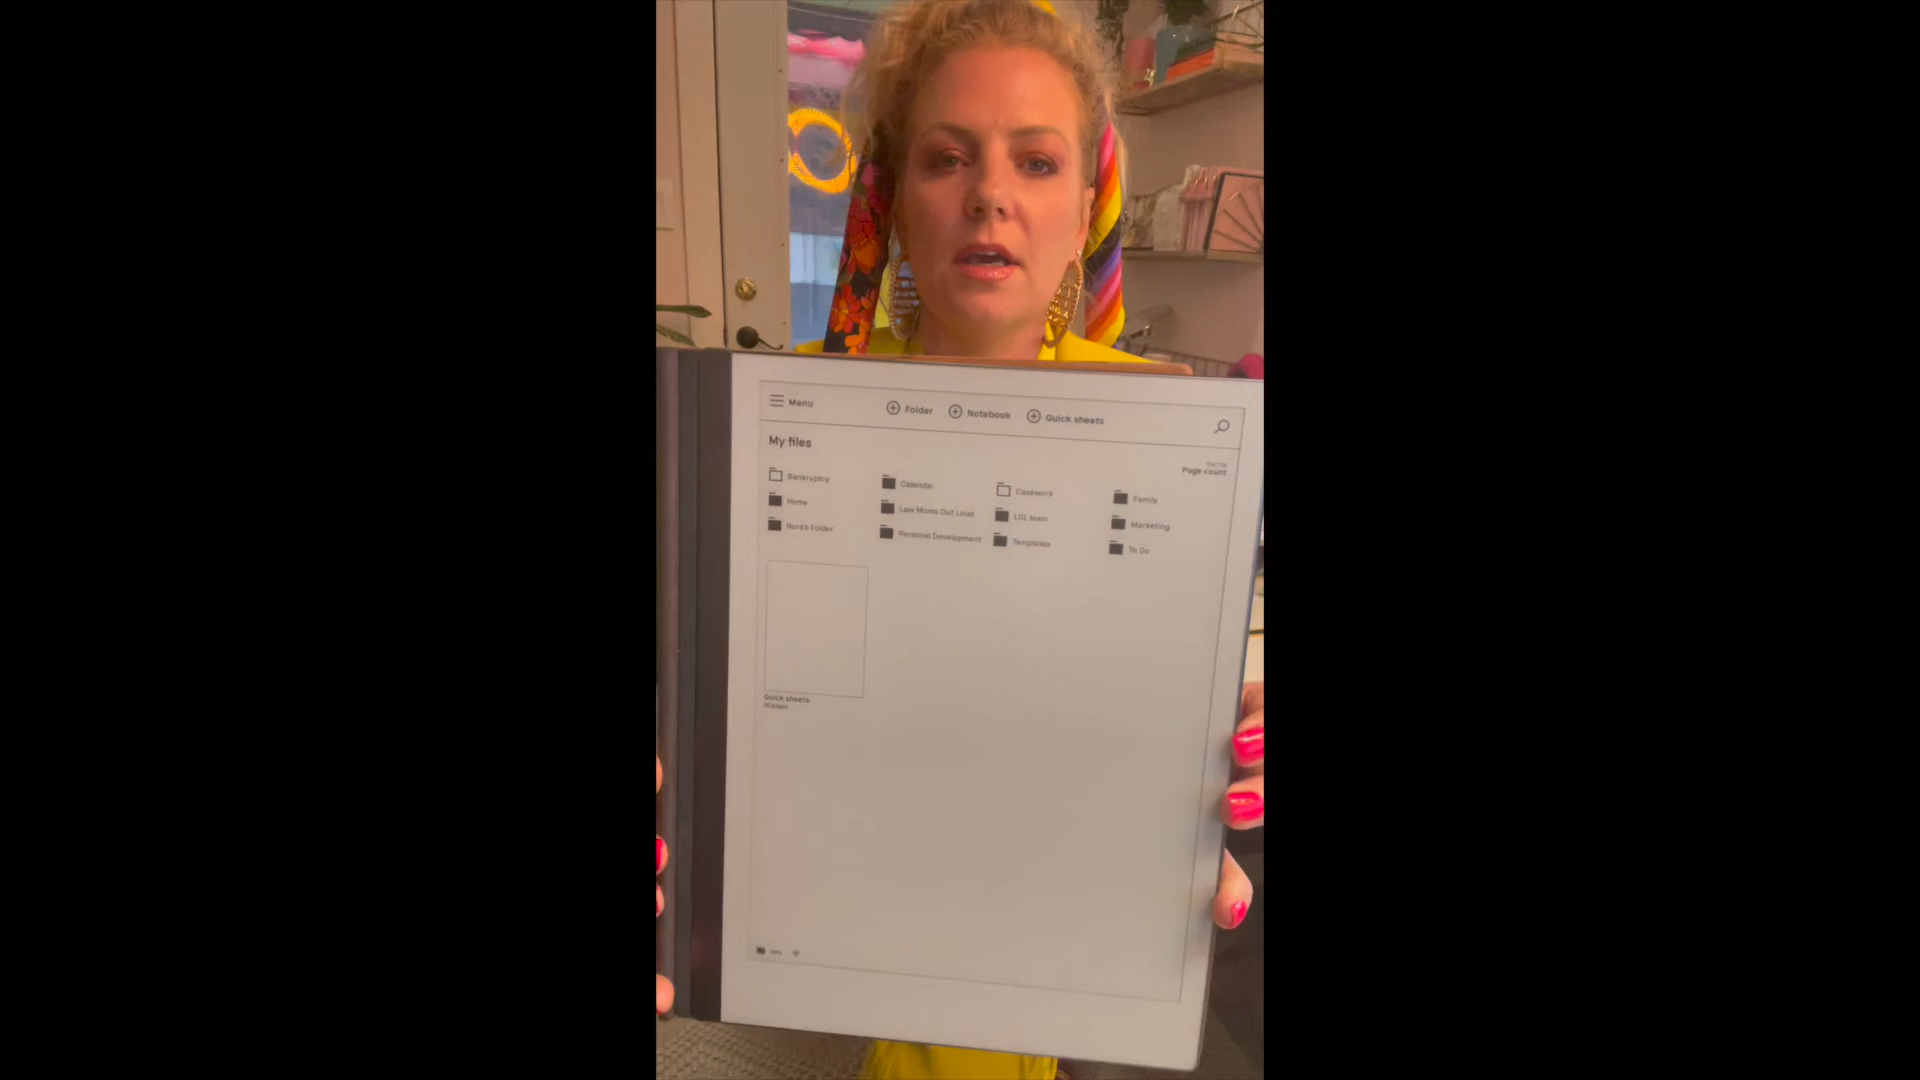 Menu
Folder
Notebook
Quick sheets
My files
Page count
Bankruptcy
Calendar
Casework
Family
Home
Law Moms Out Loud
LGL team
Marketing
Nora's Folder
Personal Development
Templates
To Do
Quick sheets